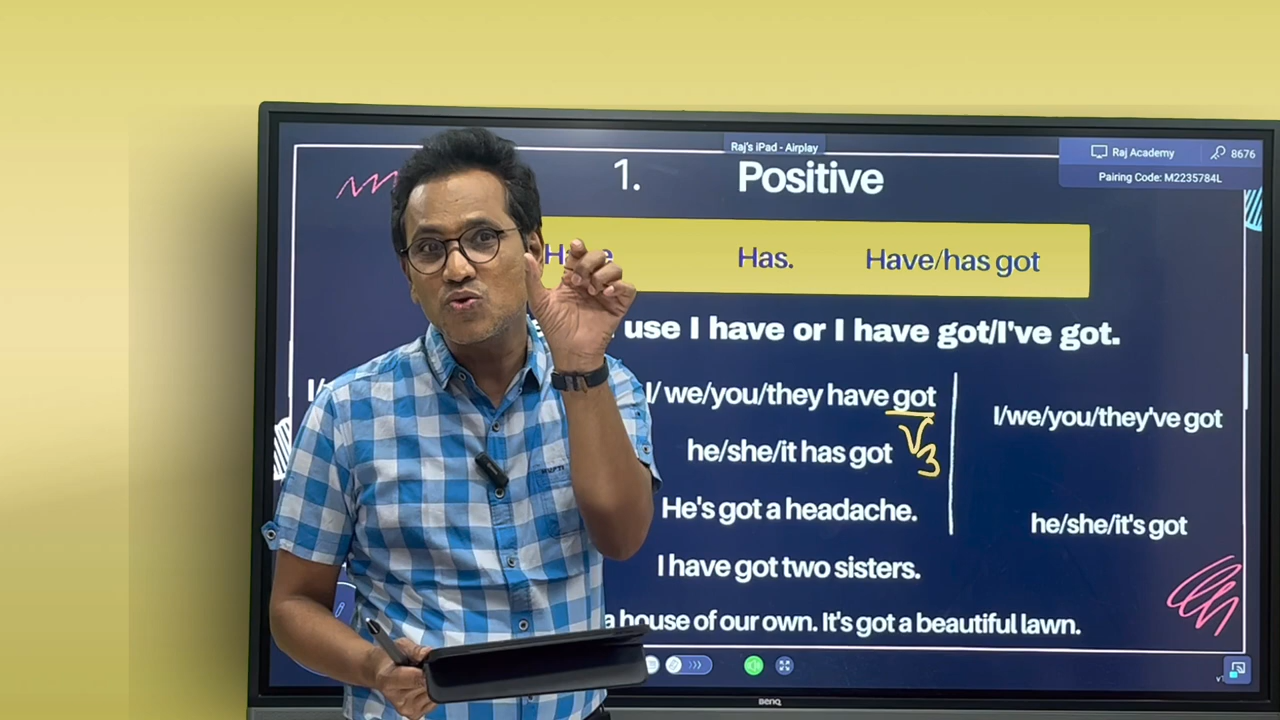 Raj's iPad - Airplay
Raj Academy 8676
Pairing Code: M2235784L
1. Positive
Have Has. Have/has got
use I have or I have got/I've got.
I/ we/you/they have got
V3
I/we/you/they've got
he/she/it has got
He's got a headache.
he/she/it's got
I have got two sisters.
a house of our own. It's got a beautiful lawn.
BenQ